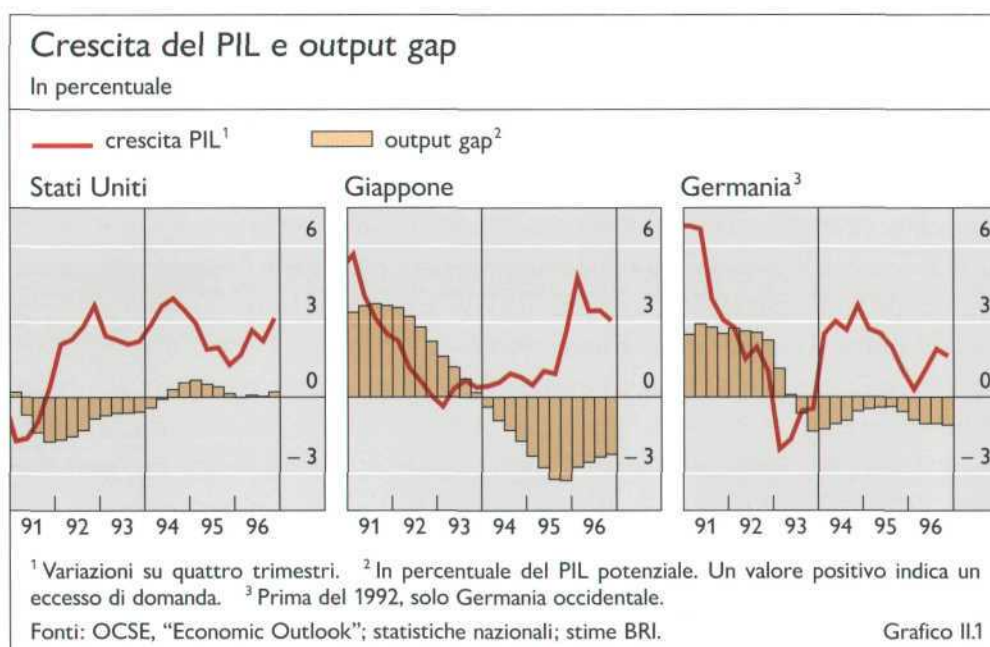 Crescita del PIL e output gap
In percentuale
crescita PIL¹
output gap²
Stati Uniti
Giappone
Germania³
6
3
0
– 3
91 92 93 94 95 96
6
3
0
– 3
91 92 93 94 95 96
6
3
0
– 3
91 92 93 94 95 96
¹ Variazioni su quattro trimestri. ² In percentuale del PIL potenziale. Un valore positivo indica un
eccesso di domanda. ³ Prima del 1992, solo Germania occidentale.
Fonti: OCSE, “Economic Outlook”; statistiche nazionali; stime BRI.
Grafico II.1